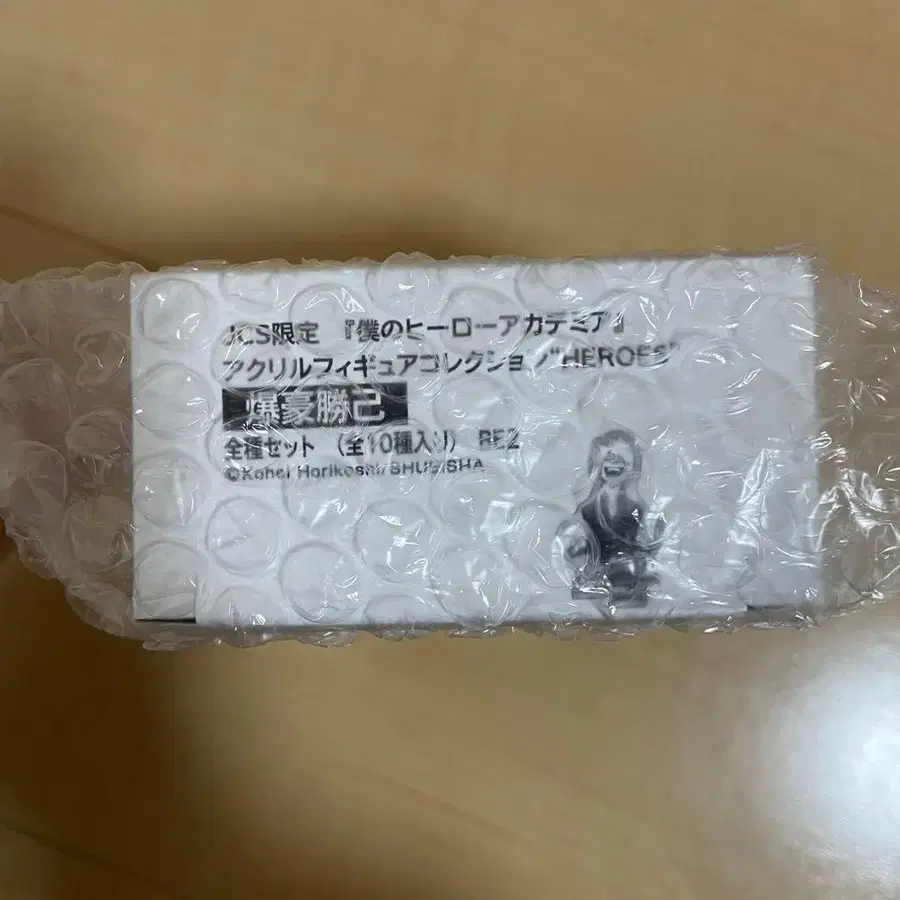 JCS限定 『僕のヒーローアカデミア』
アクリルフィギュアコレクション"HEROES"
爆豪勝己
全種セット (全10種入り) RE2
©Kohei Horikoshi/SHUEISHA